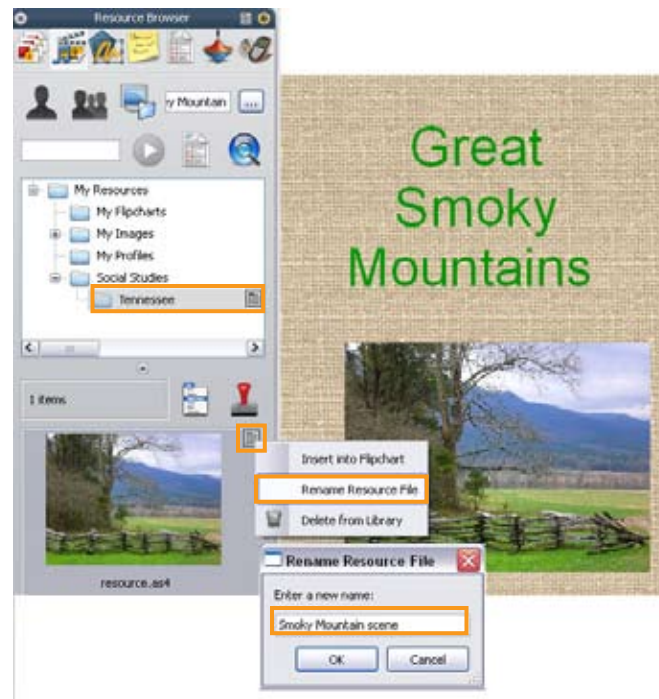 Resource Browser
y Mountain
...
My Resources
My Flipcharts
My Images
My Profiles
Social Studies
Tennessee
1 items
resource.as4
Great
Smoky
Mountains
Insert into Flipchart
Rename Resource File
Delete from Library
Rename Resource File
Enter a new name:
Smoky Mountain scene
OK
Cancel